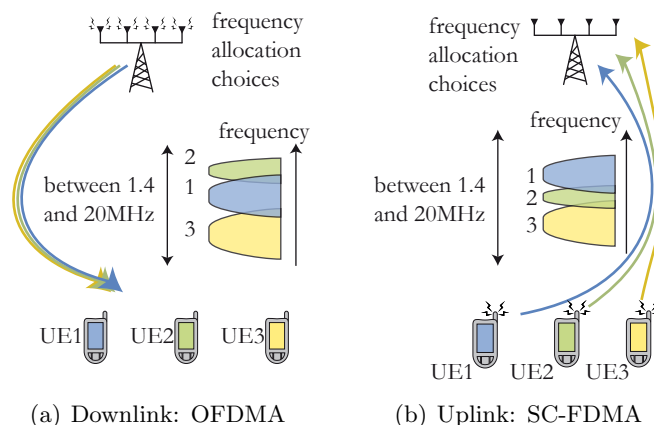 frequency
allocation
choices
frequency
2
1
3
between 1.4
and 20MHz
UE1
UE2
UE3
(a) Downlink: OFDMA
frequency
allocation
choices
frequency
1
2
3
between 1.4
and 20MHz
UE1
UE2
UE3
(b) Uplink: SC-FDMA